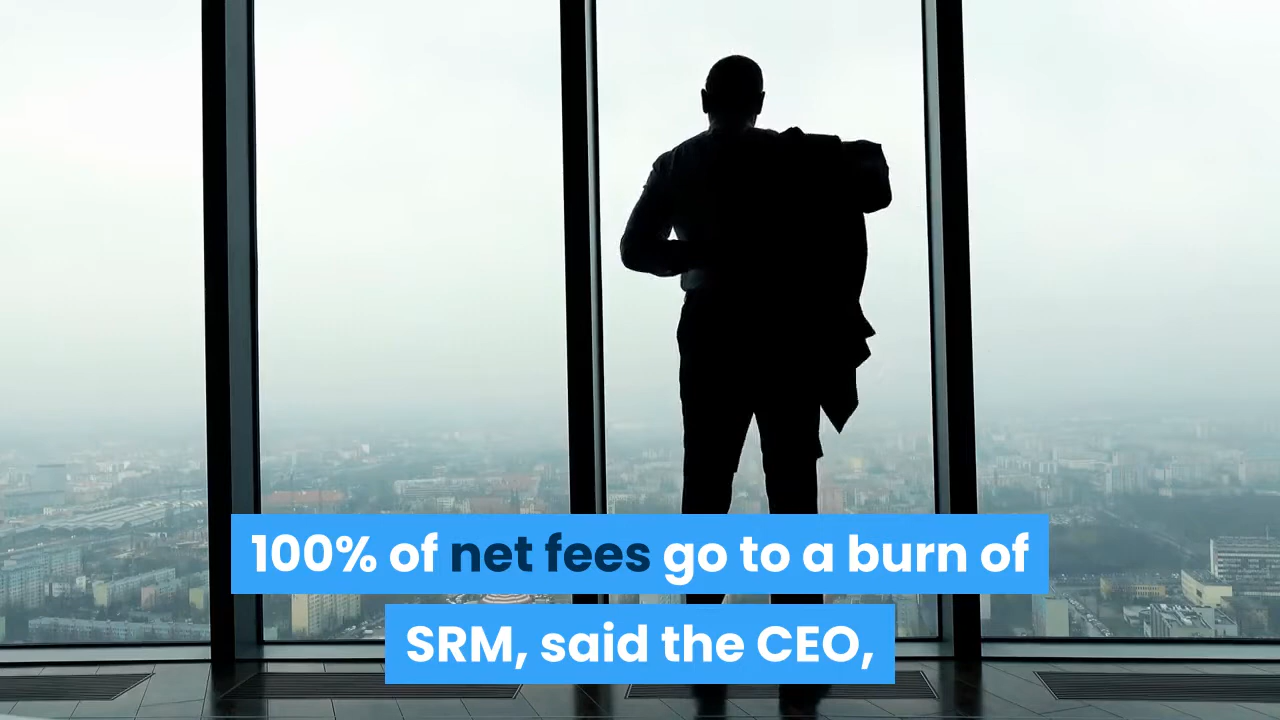 100% of net fees go to a burn of
SRM, said the CEO,